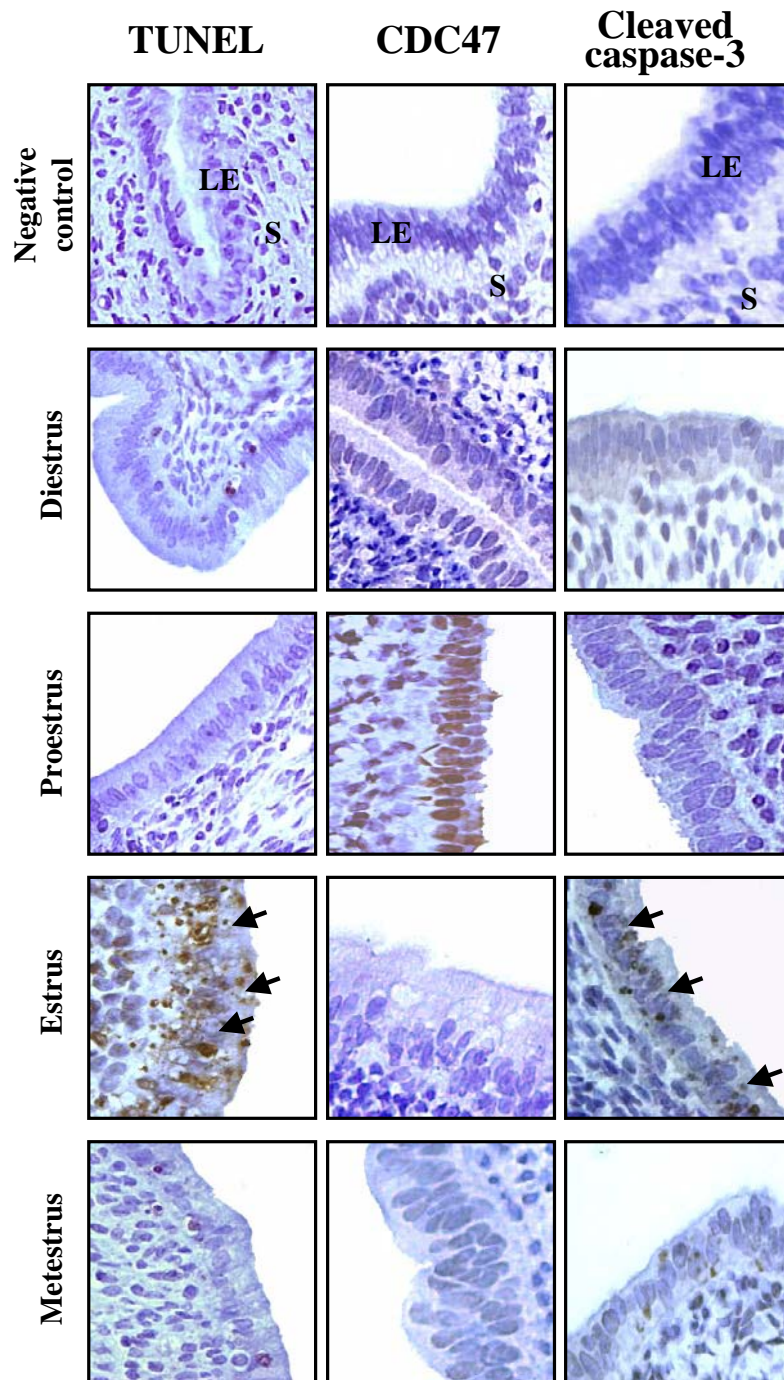 TUNEL
CDC47
Cleaved
caspase-3
Negative
control
LE
S
LE
S
LE
S
Diestrus
Proestrus
Estrus
Metestrus